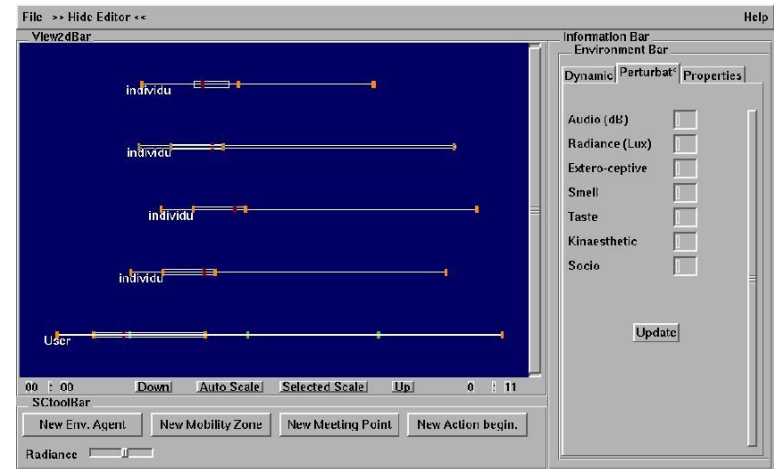 File >> Hide Editor << Help
View2dBar
Information Bar
Environment Bar
Dynamic Perturbat° Properties
individu
individu
individu
individu
User
Audio (dB)
Radiance (Lux)
Extero-ceptive
Smell
Taste
Kinaesthetic
Socio
Update
00 : 00 Down Auto Scale Selected Scale Up 0 : 11
SCtoolBar
New Env. Agent New Mobility Zone New Meeting Point New Action begin.
Radiance